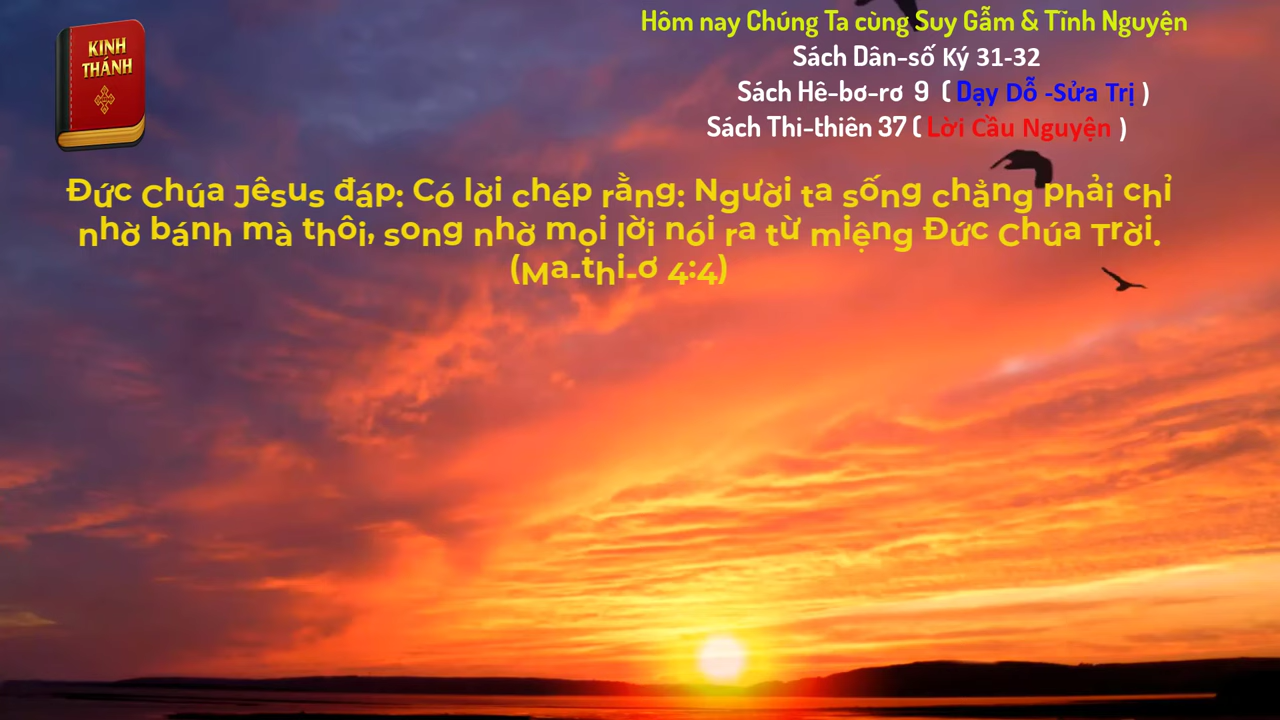 KINH
THÁNH
Hôm nay Chúng Ta cùng Suy Gẫm & Tĩnh Nguyện
Sách Dân-số Ký 31-32
Sách Hê-bơ-rơ 9 ( Dạy Dỗ -Sửa Trị )
Sách Thi-thiên 37 ( Lời Cầu Nguyện )
Đức Chúa Jêsus đáp: Có lời chép rằng: Người ta sống chẳng phải chỉ
nhờ bánh mà thôi, song nhờ mọi lời nói ra từ miệng Đức Chúa Trời.
(Ma-thi-ơ 4:4)